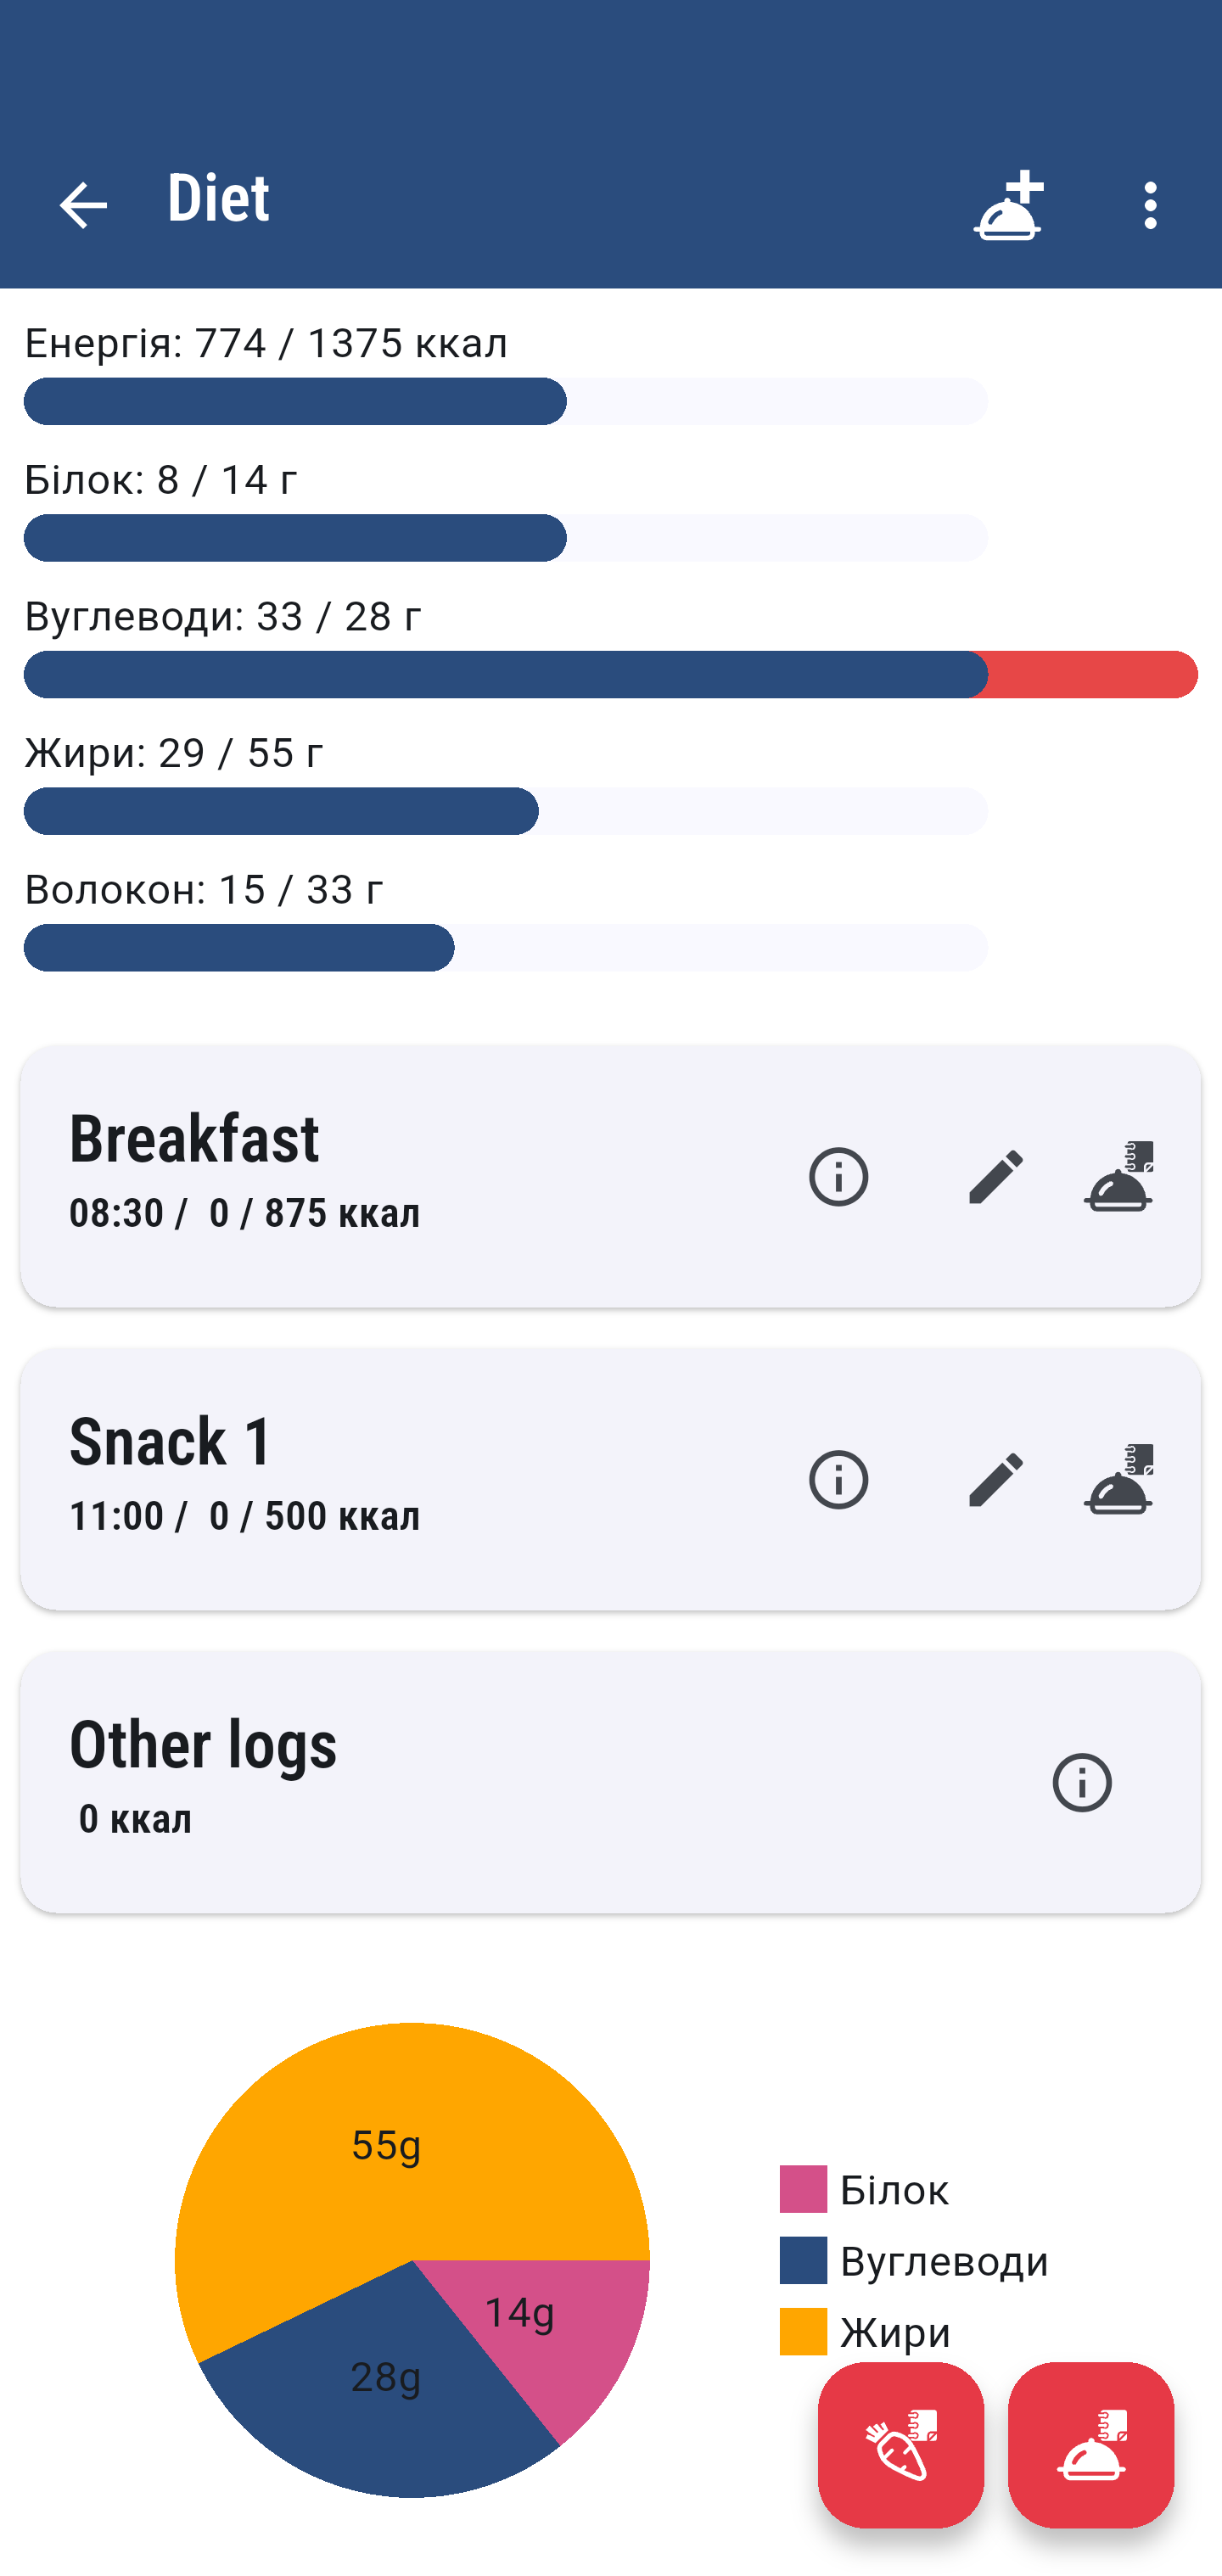 Diet
Енергія: 774 / 1375 ккал
Білок: 8 / 14 г
Вуглеводи: 33 / 28 г
Жири: 29 / 55 г
Волокон: 15 / 33 г
Breakfast
08:30 / 0 / 875 ккал
Snack 1
11:00 / 0 / 500 ккал
Other logs
0 ккал
55g
14g
28g
Білок
Вуглеводи
Жири